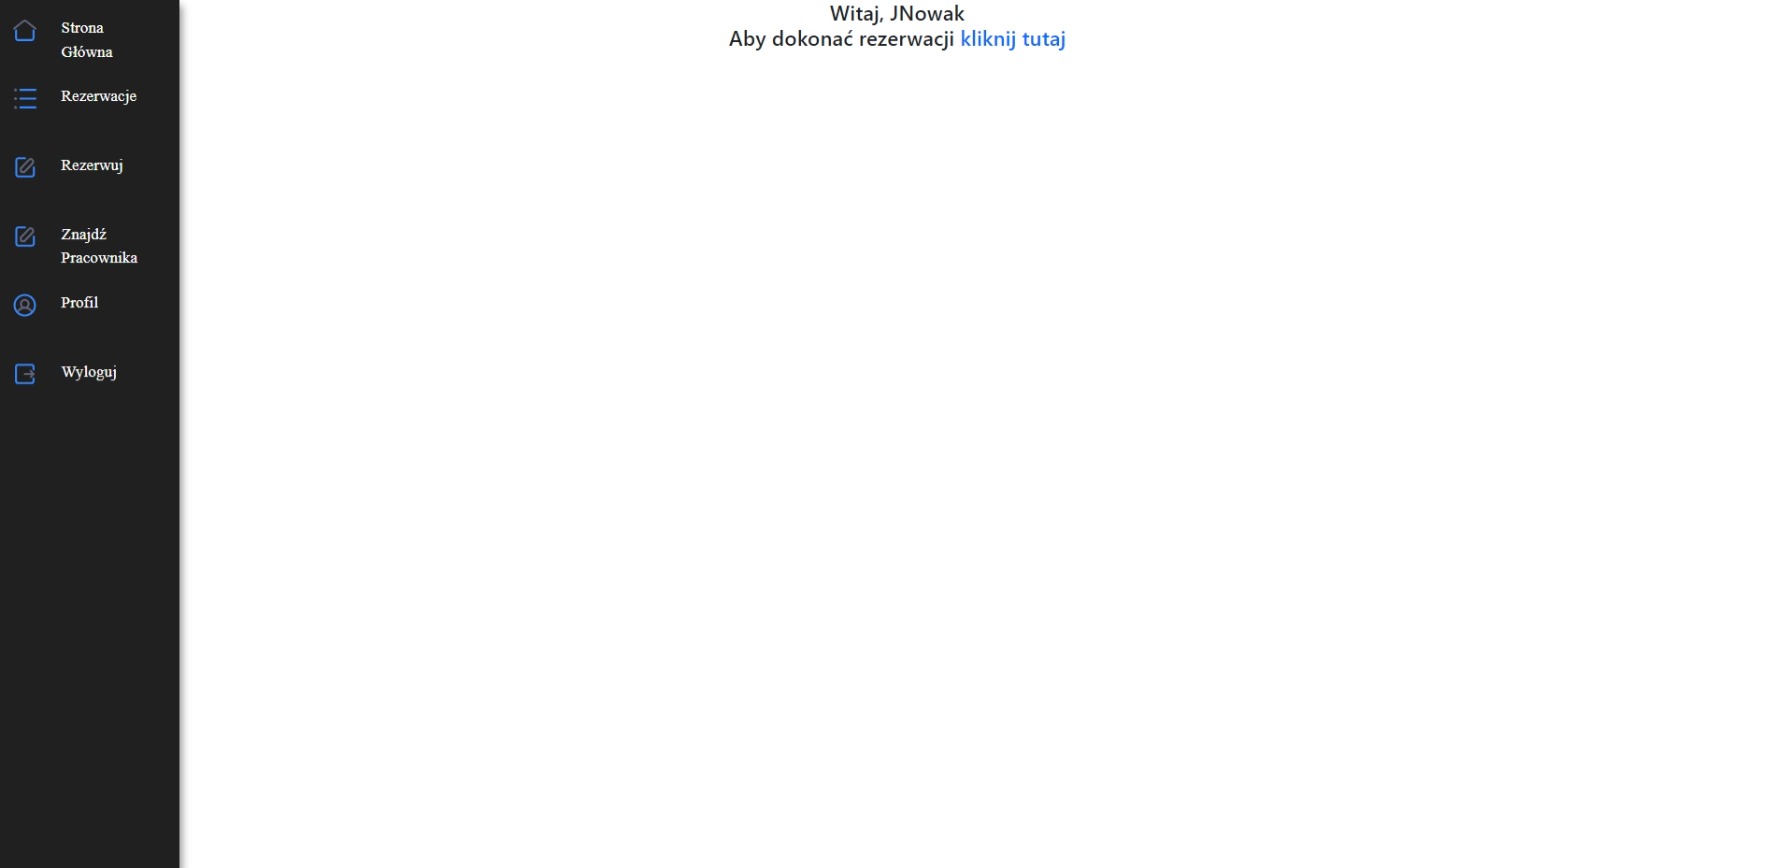 Strona
Główna
Rezerwacje
Rezerwuj
Znajdź
Pracownika
Profil
Wyloguj
Witaj, JNowak
Aby dokonać rezerwacji kliknij tutaj